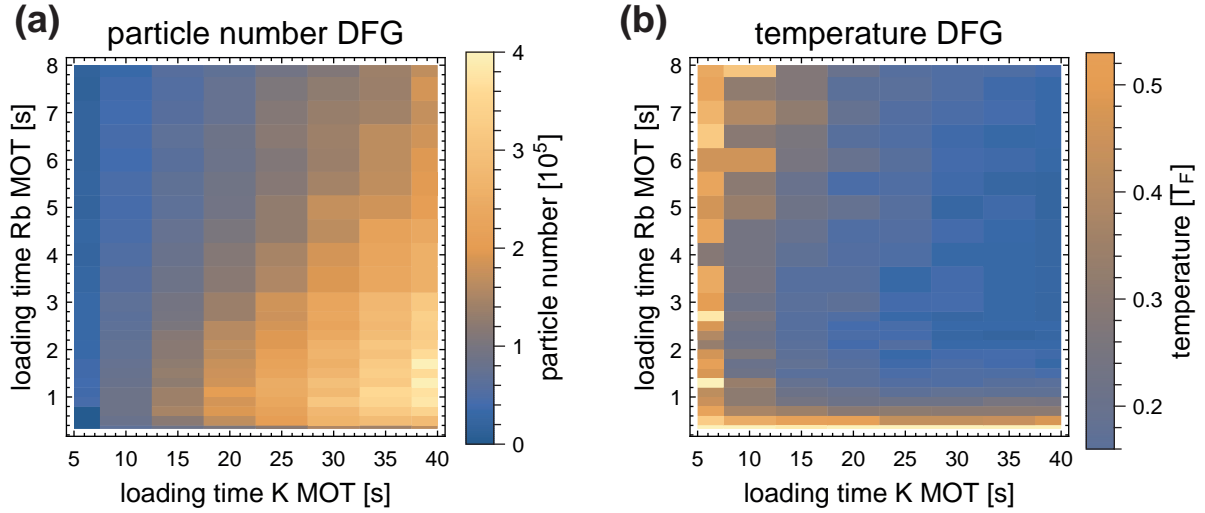 (a)
particle number DFG
loading time Rb MOT [s]
8
7
6
5
4
3
2
1
5 10 15 20 25 30 35 40
loading time K MOT [s]
4
3
2
1
0
particle number [10^5]
(b)
temperature DFG
loading time Rb MOT [s]
8
7
6
5
4
3
2
1
5 10 15 20 25 30 35 40
loading time K MOT [s]
0.5
0.4
0.3
0.2
temperature [T_F]